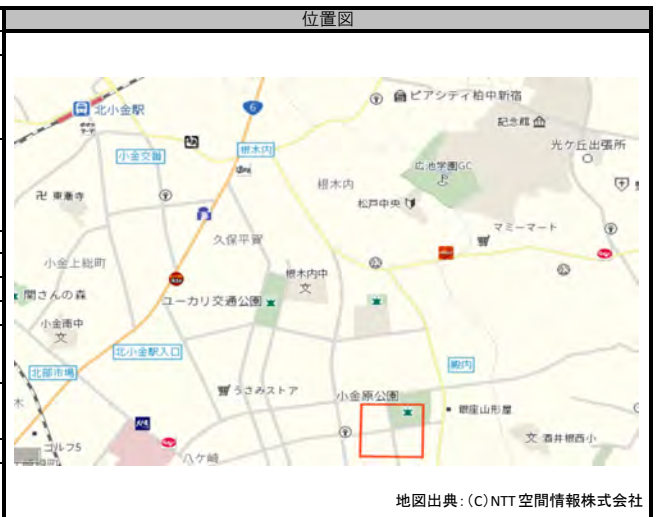 位置図
北小金駅
6
ピアシティ柏中新宿
記念館
光ケ丘出張所
小金交番
根木内
広池学園GC
根木内
卍 東漸寺
松戸中央
マミーマート
久保平賀
小金上総町
根木内中
文
関さんの森
ユーカリ交通公園
小金南中
文
北小金駅入口
殿内
北部市場
うさみストア
小金原公園
銀座山形屋
木
文 酒井根西小
ゴルフ5
八ケ崎
地図出典：(C)NTT空間情報株式会社